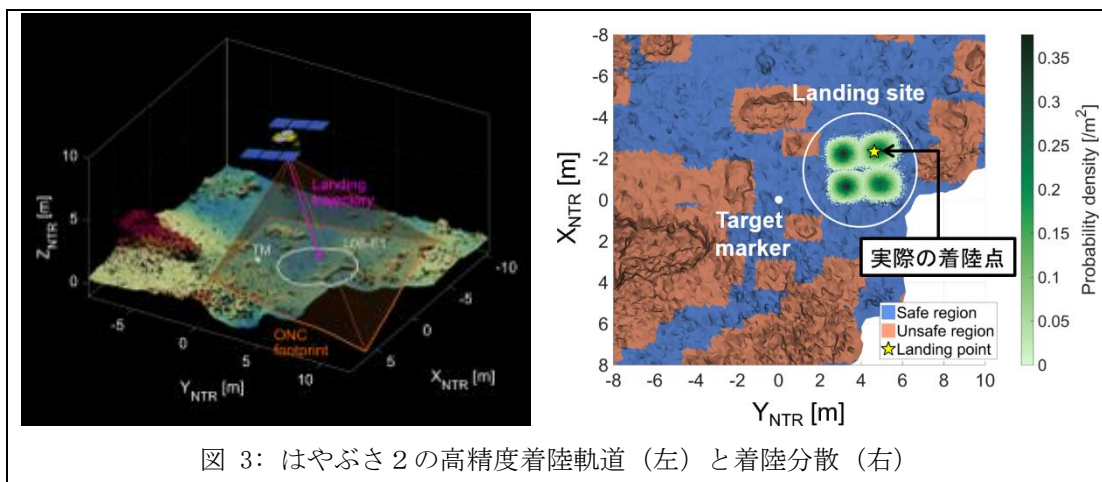 10
5
0
Z_NTR [m]
Landing
trajectory
TM
L08-E1
ONC
footprint
-5
0
5
10
Y_NTR [m]
-10
-5
0
5
X_NTR [m]
-8
-6
-4
-2
0
2
4
6
8
X_NTR [m]
Landing site
Target
marker
実際の着陸点
Safe region
Unsafe region
Landing point
-8 -6 -4 -2 0 2 4 6 8 10
Y_NTR [m]
0.35
0.3
0.25
0.2
0.15
0.1
0.05
0
Probability density [/m²]
図 3: はやぶさ２の高精度着陸軌道（左）と着陸分散（右）